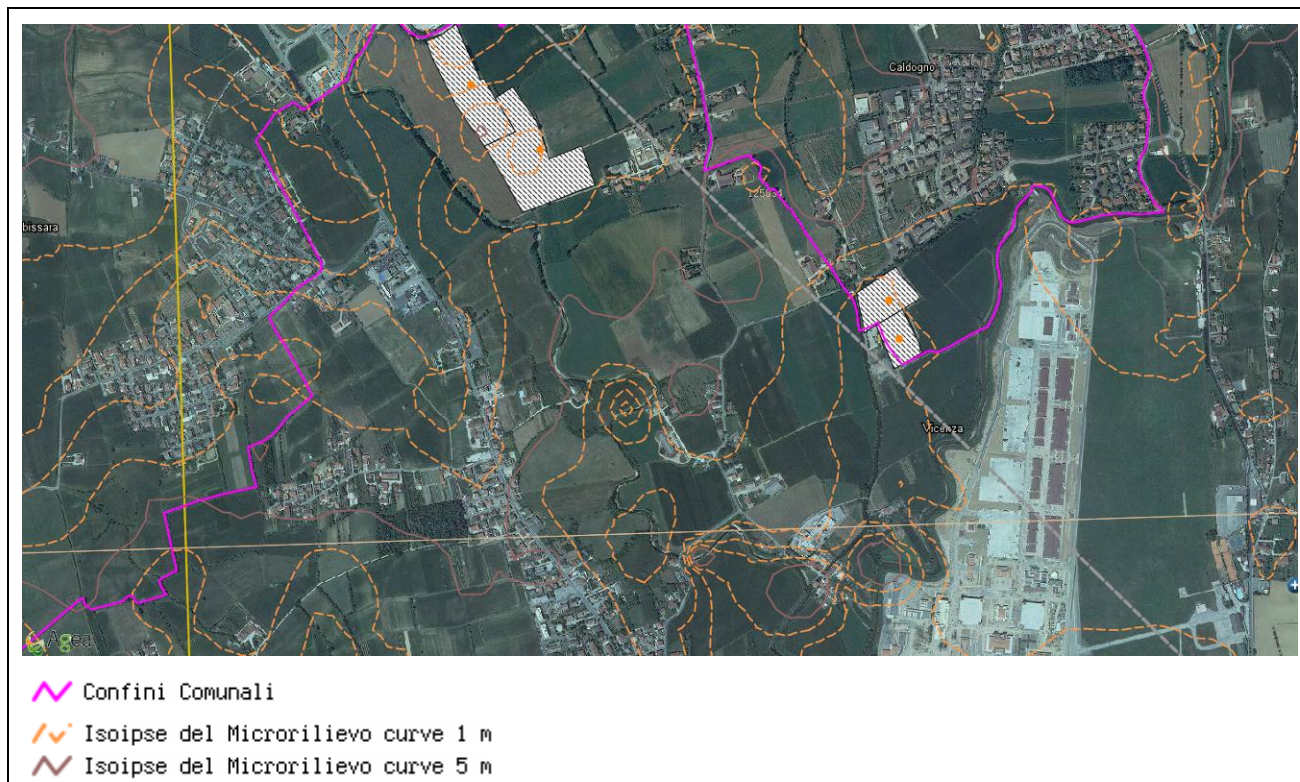 Caldogno
bissara
Vicenza
Agea
Confini Comunali
Isoipse del Microrilievo curve 1 m
Isoipse del Microrilievo curve 5 m